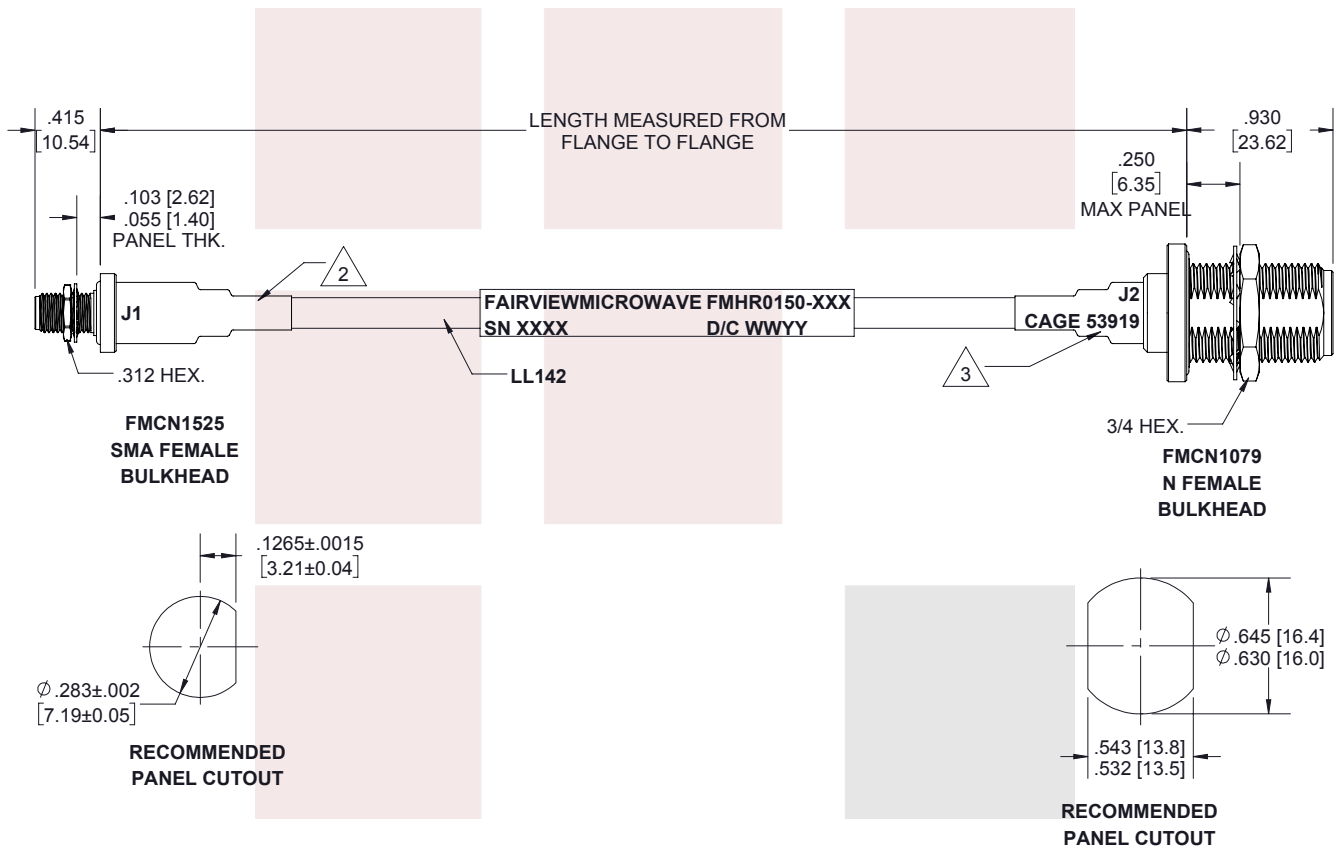 .415
[10.54]
LENGTH MEASURED FROM
FLANGE TO FLANGE
.930
[23.62]
.250
[6.35]
MAX PANEL
.103 [2.62]
.055 [1.40]
PANEL THK.
2
J1
FAIRVIEWMICROWAVE FMHR0150-XXX
SN XXXX D/C WWYY
J2
CAGE 53919
3
.312 HEX.
LL142
3/4 HEX.
FMCN1525
SMA FEMALE
BULKHEAD
FMCN1079
N FEMALE
BULKHEAD
.1265±.0015
[3.21±0.04]
∅ .283±.002
[7.19±0.05]
RECOMMENDED
PANEL CUTOUT
∅ .645 [16.4]
∅ .630 [16.0]
.543 [13.8]
.532 [13.5]
RECOMMENDED
PANEL CUTOUT